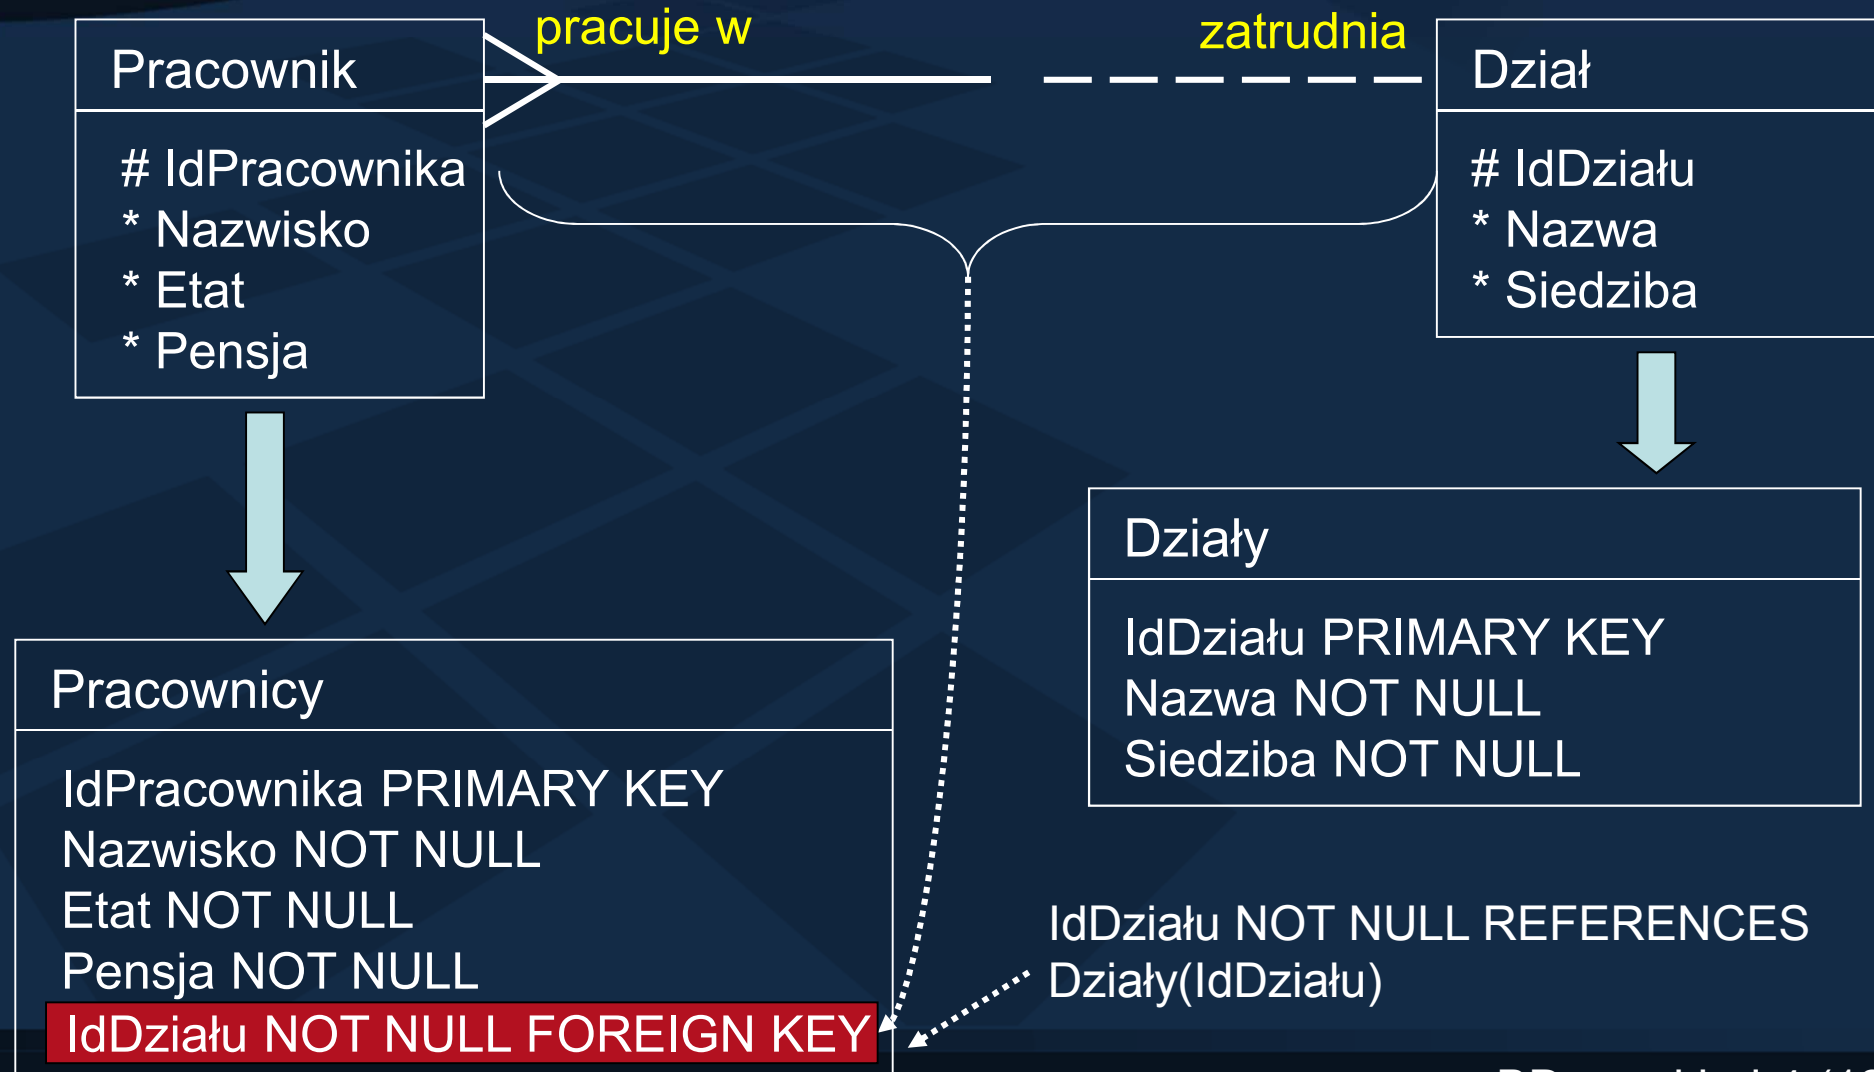 pracuje w
zatrudnia
Pracownik
# IdPracownika
* Nazwisko
* Etat
* Pensja
Dział
# IdDziału
* Nazwa
* Siedziba
Działy
IdDziału PRIMARY KEY
Nazwa NOT NULL
Siedziba NOT NULL
Pracownicy
IdPracownika PRIMARY KEY
Nazwisko NOT NULL
Etat NOT NULL
Pensja NOT NULL
IdDziału NOT NULL FOREIGN KEY
IdDziału NOT NULL REFERENCES
Działy(IdDziału)